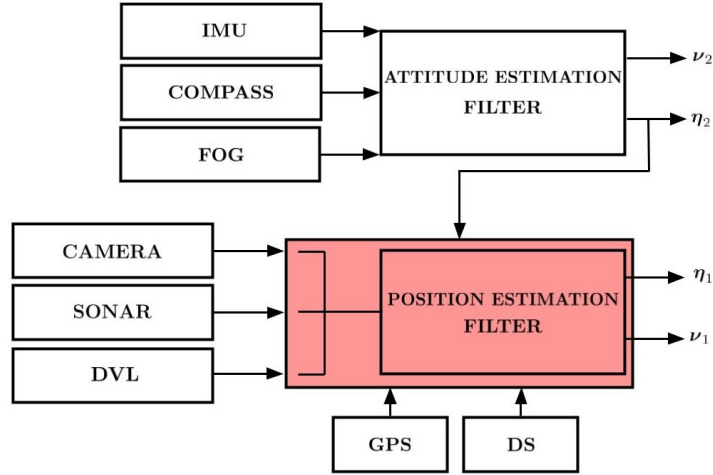 IMU
COMPASS
FOG
ATTITUDE ESTIMATION
FILTER
ν₂
η₂
CAMERA
SONAR
DVL
POSITION ESTIMATION
FILTER
η₁
ν₁
GPS
DS